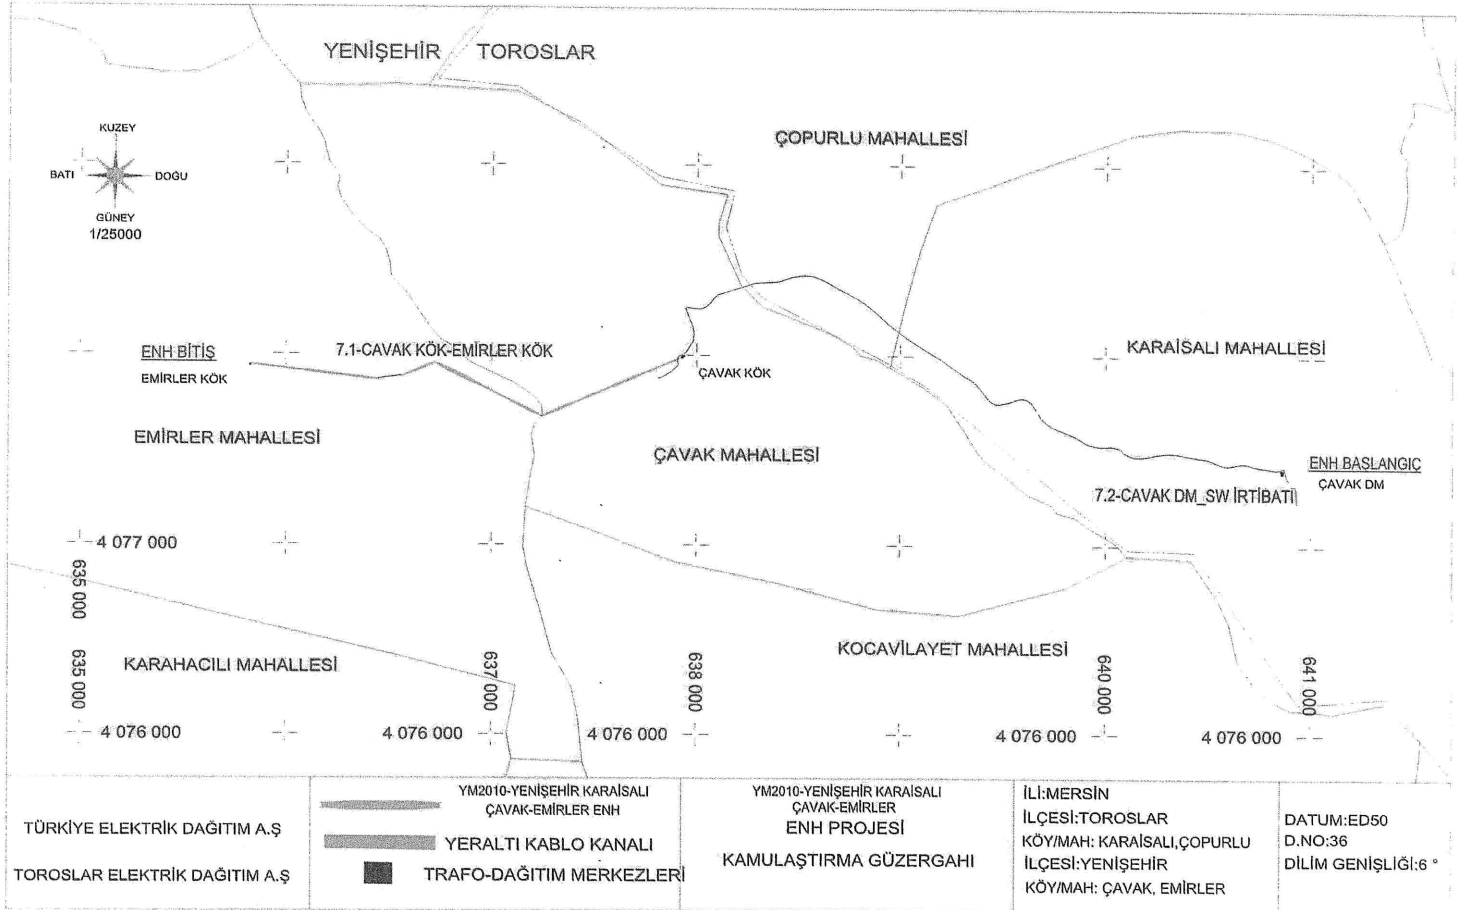 YENİŞEHİR TOROSLAR
ÇOPURLU MAHALLESİ
KUZEY
BATI
DOĞU
GÜNEY
1/25000
ENH BİTİŞ
EMİRLER KÖK
7.1-CAVAK KÖK-EMİRLER KÖK
ÇAVAK KÖK
KARAİSALI MAHALLESİ
EMİRLER MAHALLESİ
ÇAVAK MAHALLESİ
ENH BASLANGIÇ
ÇAVAK DM
7.2-CAVAK DM_SW İRTİBATI
4 077 000
635 000
KARAHACILI MAHALLESİ
KOCAVİLAYET MAHALLESİ
635 000
637 000
638 000
640 000
641 000
4 076 000
4 076 000
4 076 000
4 076 000
4 076 000
TÜRKİYE ELEKTRİK DAĞITIM A.Ş
TOROSLAR ELEKTRİK DAĞITIM A.Ş
YM2010-YENİŞEHİR KARAİSALI
ÇAVAK-EMİRLER ENH
YERALTI KABLO KANALI
TRAFO-DAĞITIM MERKEZLERİ
YM2010-YENİŞEHİR KARAİSALI
ÇAVAK-EMİRLER
ENH PROJESİ
KAMULAŞTIRMA GÜZERGAHI
İLİ:MERSİN
İLÇESİ:TOROSLAR
KÖY/MAH: KARAİSALI,ÇOPURLU
İLÇESİ:YENİŞEHİR
KÖY/MAH: ÇAVAK, EMİRLER
DATUM:ED50
D.NO:36
DİLİM GENİŞLİĞİ:6 °